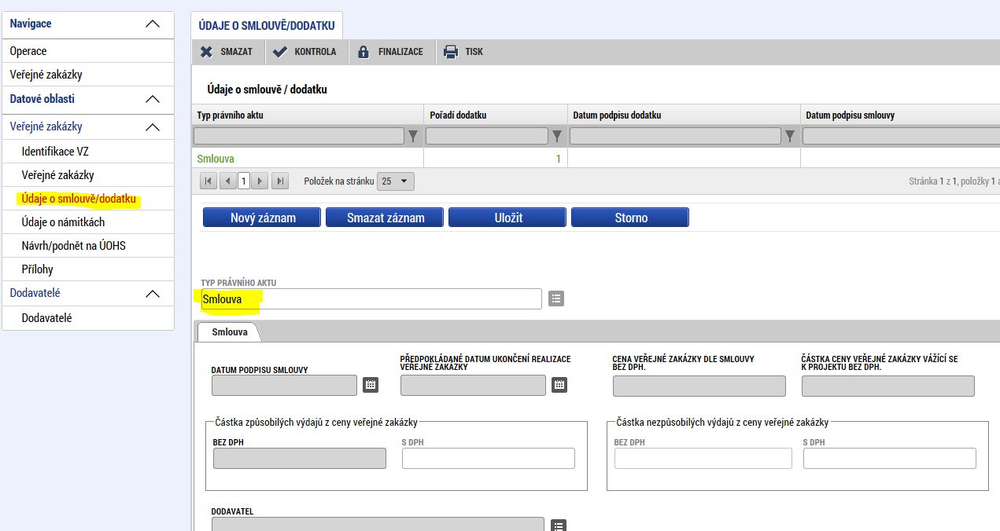 Navigace
Operace
Veřejné zakázky
Datové oblasti
Veřejné zakázky
Identifikace VZ
Veřejné zakázky
Údaje o smlouvě/dodatku
Údaje o námitkách
Návrh/podnět na ÚOHS
Přílohy
Dodavatelé
Dodavatelé
ÚDAJE O SMLOUVĚ/DODATKU
SMAZAT KONTROLA FINALIZACE TISK
Údaje o smlouvě / dodatku
Typ právního aktu Pořadí dodatku Datum podpisu dodatku Datum podpisu smlouvy
Smlouva 1
1 Položek na stránku 25 Stránka 1 z 1, položky 1 a
Nový záznam Smazat záznam Uložit Storno
TYP PRÁVNÍHO AKTU
Smlouva
Smlouva
DATUM PODPISU SMLOUVY
PŘEDPOKLÁDANÉ DATUM UKONČENÍ REALIZACE
VEŘEJNÉ ZAKÁZKY
CENA VEŘEJNÉ ZAKÁZKY DLE SMLOUVY
BEZ DPH.
ČÁSTKA CENY VEŘEJNÉ ZAKÁZKY VÁŽÍCÍ SE
K PROJEKTU BEZ DPH.
Částka způsobilých výdajů z ceny veřejné zakázky
BEZ DPH S DPH
Částka nezpůsobilých výdajů z ceny veřejné zakázky
BEZ DPH S DPH
DODAVATEL